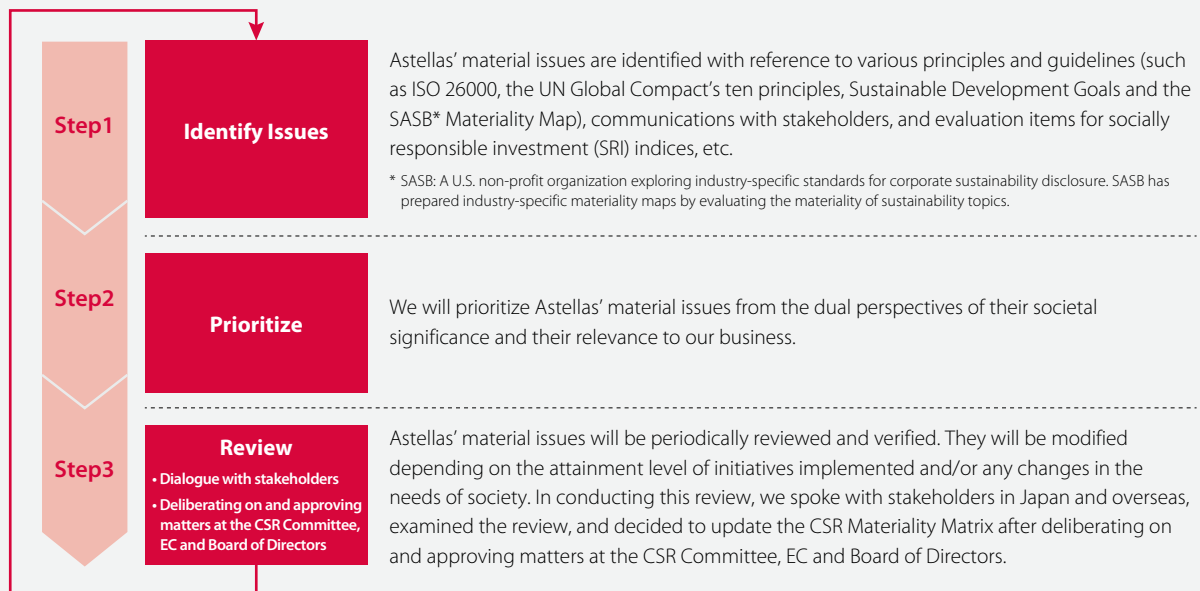 Step1
Identify Issues
Astellas’ material issues are identified with reference to various principles and guidelines (such
as ISO 26000, the UN Global Compact’s ten principles, Sustainable Development Goals and the
SASB* Materiality Map), communications with stakeholders, and evaluation items for socially
responsible investment (SRI) indices, etc.
* SASB: A U.S. non-profit organization exploring industry-specific standards for corporate sustainability disclosure. SASB has
prepared industry-specific materiality maps by evaluating the materiality of sustainability topics.
Step2
Prioritize
We will prioritize Astellas’ material issues from the dual perspectives of their societal
significance and their relevance to our business.
Step3
Review
• Dialogue with stakeholders
• Deliberating on and approving
matters at the CSR Committee,
EC and Board of Directors
Astellas’ material issues will be periodically reviewed and verified. They will be modified
depending on the attainment level of initiatives implemented and/or any changes in the
needs of society. In conducting this review, we spoke with stakeholders in Japan and overseas,
examined the review, and decided to update the CSR Materiality Matrix after deliberating on
and approving matters at the CSR Committee, EC and Board of Directors.